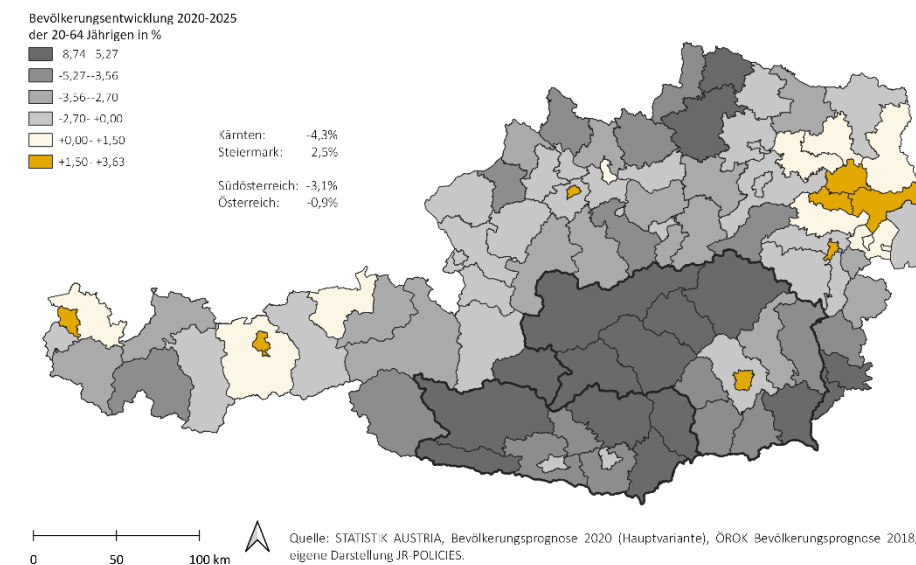 Bevölkerungsentwicklung 2020-2025
der 20-64 Jährigen in %
8,74 5,27
-5,27--3,56
-3,56--2,70
-2,70- +0,00
+0,00- +1,50
+1,50- +3,63
Kärnten: -4,3%
Steiermark: 2,5%
Südösterreich: -3,1%
Österreich: -0,9%
0 50 100 km
Quelle: STATISTIK AUSTRIA, Bevölkerungsprognose 2020 (Hauptvariante), ÖROK Bevölkerungsprognose 2018,
eigene Darstellung JR-POLICIES.